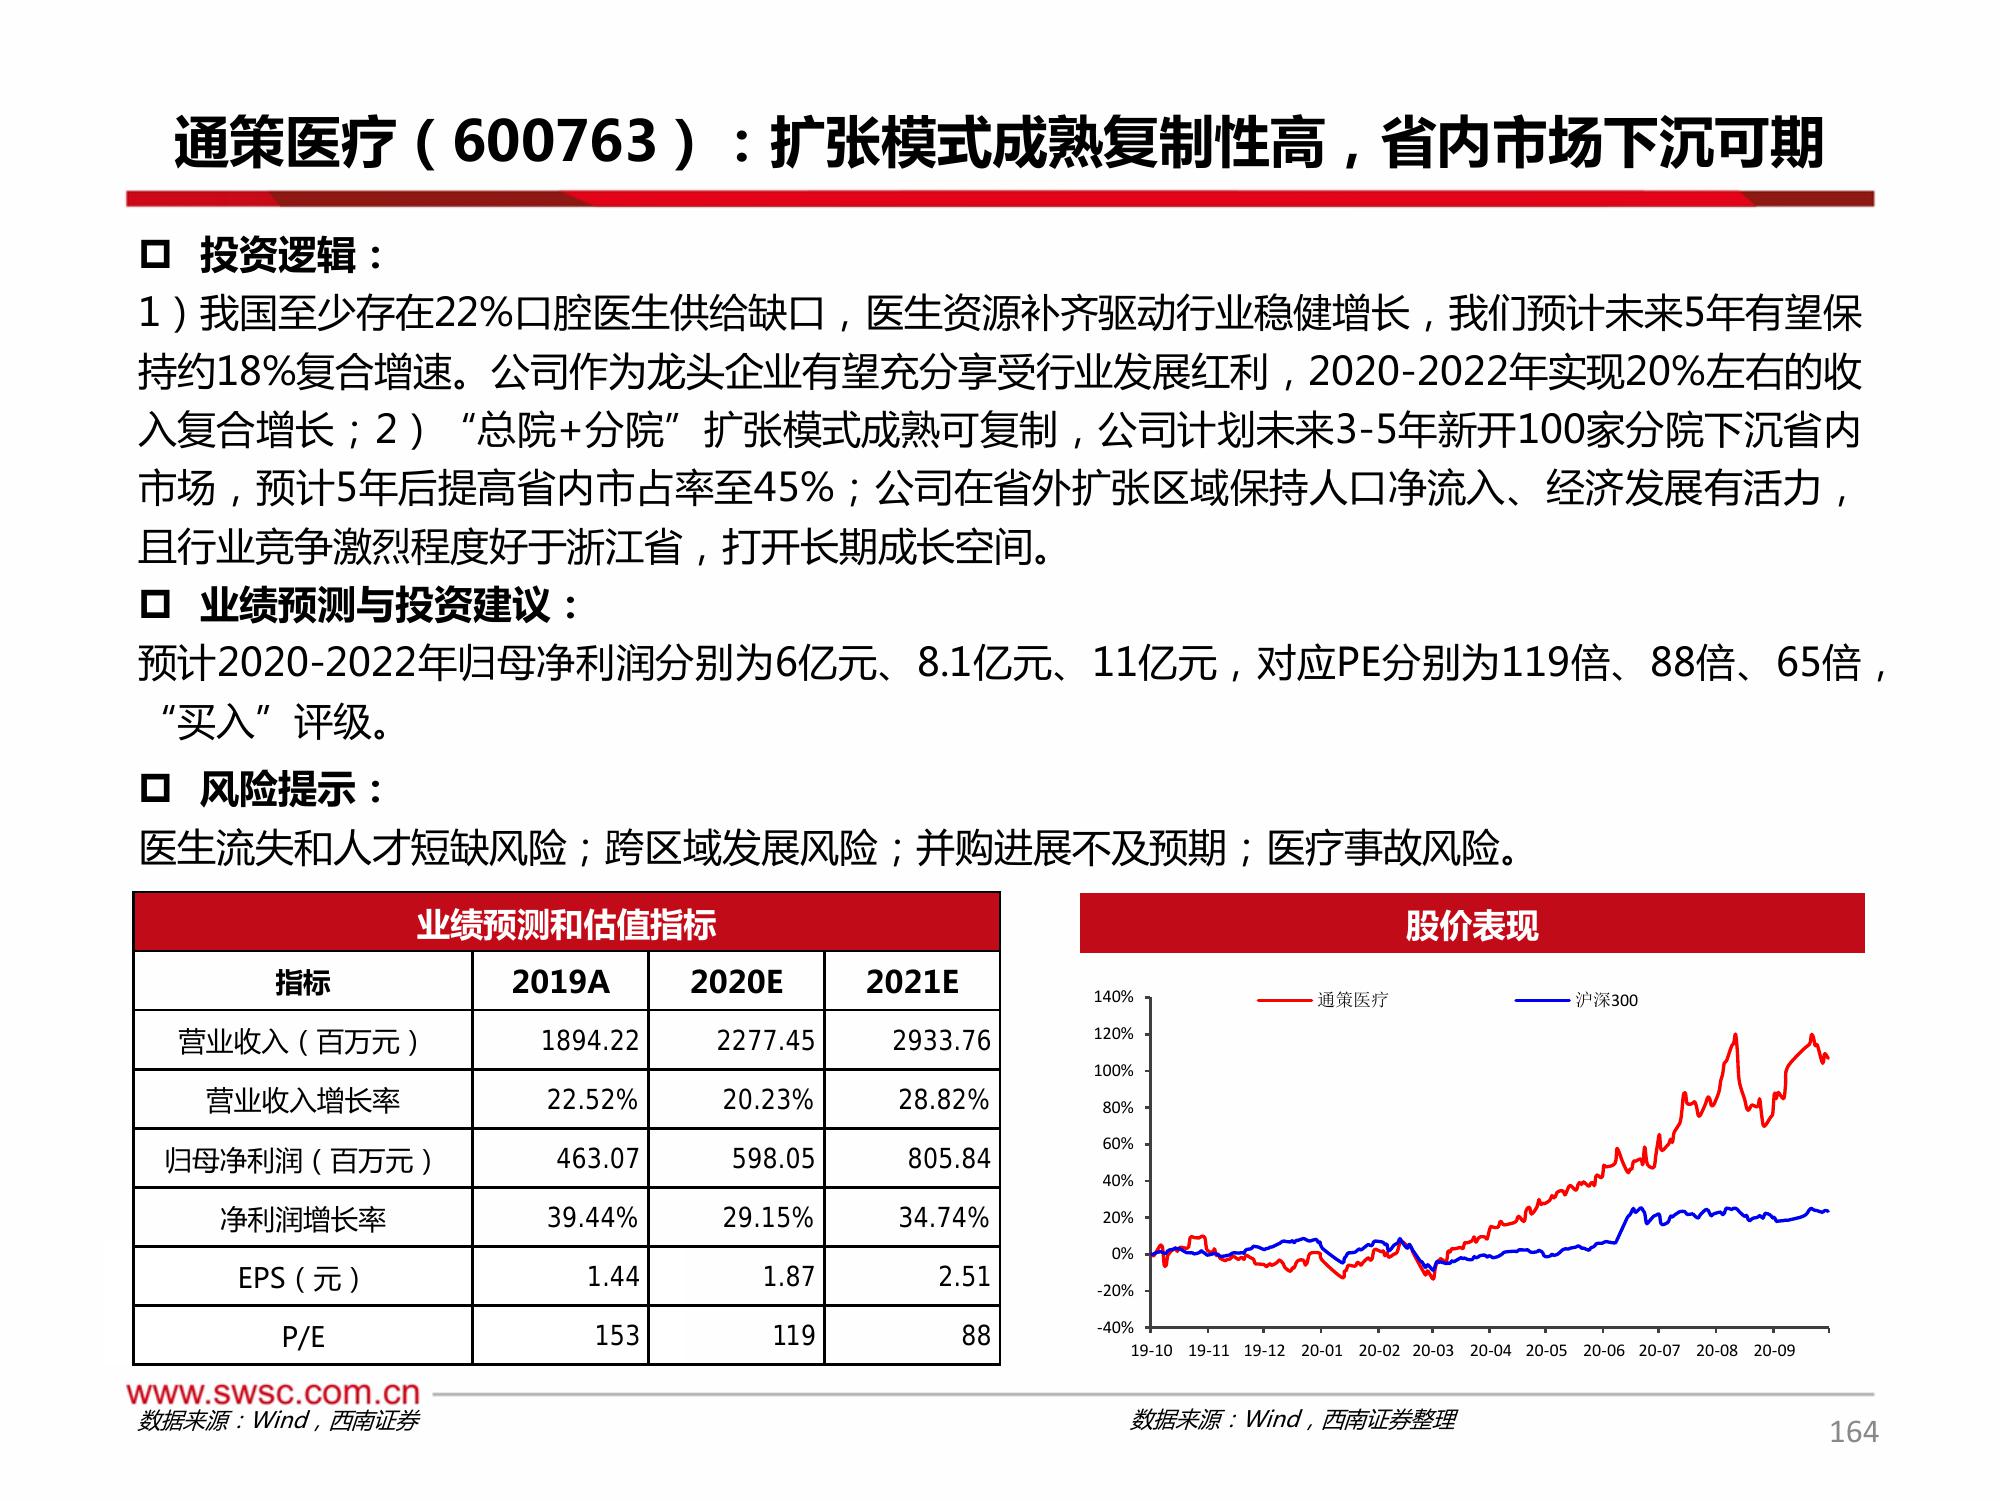 通策医疗（600763）：扩张模式成熟复制性高，省内市场下沉可期
投资逻辑：
1）我国至少存在22%口腔医生供给缺口，医生资源补齐驱动行业稳健增长，我们预计未来5年有望保
持约18%复合增速。公司作为龙头企业有望充分享受行业发展红利，2020-2022年实现20%左右的收
入复合增长；2）“总院+分院”扩张模式成熟可复制，公司计划未来3-5年新开100家分院下沉省内
市场，预计5年后提高省内市占率至45%；公司在省外扩张区域保持人口净流入、经济发展有活力，
且行业竞争激烈程度好于浙江省，打开长期成长空间。
业绩预测与投资建议：
预计2020-2022年归母净利润分别为6亿元、8.1亿元、11亿元，对应PE分别为119倍、88倍、65倍，
“买入”评级。
风险提示：
医生流失和人才短缺风险；跨区域发展风险；并购进展不及预期；医疗事故风险。
业绩预测和估值指标
指标 2019A 2020E 2021E
营业收入（百万元） 1894.22 2277.45 2933.76
营业收入增长率 22.52% 20.23% 28.82%
归母净利润（百万元） 463.07 598.05 805.84
净利润增长率 39.44% 29.15% 34.74%
EPS（元） 1.44 1.87 2.51
P/E 153 119 88
股价表现
通策医疗 沪深300
140%
120%
100%
80%
60%
40%
20%
0%
-20%
-40%
19-10 19-11 19-12 20-01 20-02 20-03 20-04 20-05 20-06 20-07 20-08 20-09
www.swsc.com.cn
数据来源：Wind，西南证券
数据来源：Wind，西南证券整理
164